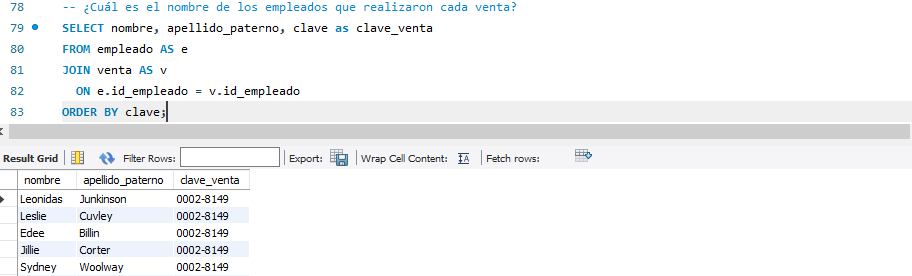 78 -- ¿Cuál es el nombre de los empleados que realizaron cada venta?
79 SELECT nombre, apellido_paterno, clave as clave_venta
80 FROM empleado AS e
81 JOIN venta AS v
82 ON e.id_empleado = v.id_empleado
83 ORDER BY clave;
Result Grid Filter Rows: Export: Wrap Cell Content: IA Fetch rows:
nombre apellido_paterno clave_venta
Leonidas Junkinson 0002-8149
Leslie Cuvley 0002-8149
Edee Billin 0002-8149
Jillie Corter 0002-8149
Sydney Woolway 0002-8149